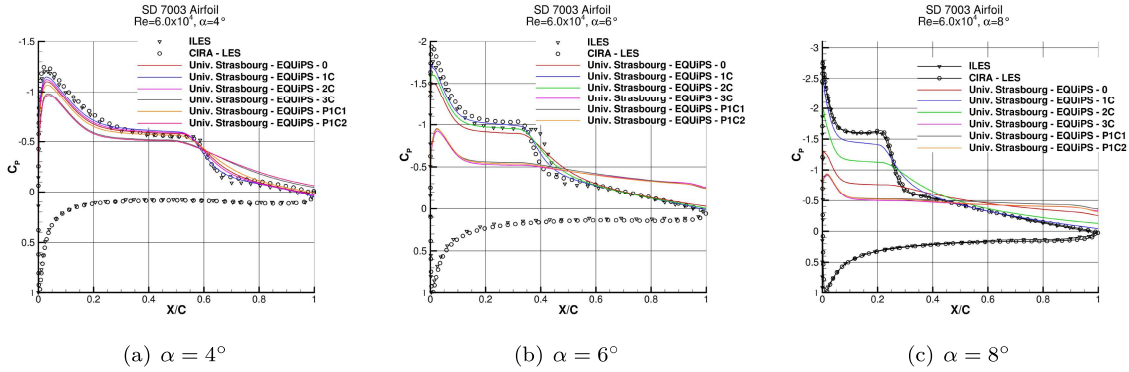 SD 7003 Airfoil
Re=6.0x10⁴, α=4°
ILES
CIRA - LES
Univ. Strasbourg - EQUiPS - 0
Univ. Strasbourg - EQUiPS - 1C
Univ. Strasbourg - EQUiPS - 2C
Univ. Strasbourg - EQUiPS - 3C
Univ. Strasbourg - EQUiPS - P1C1
Univ. Strasbourg - EQUiPS - P1C2
-1.5
-1
-0.5
0
0.5
1
C_P
0 0.2 0.4 0.6 0.8 1
X/C
(a) α = 4°
SD 7003 Airfoil
Re=6.0x10⁴, α=6°
ILES
CIRA - LES
Univ. Strasbourg - EQUiPS - 0
Univ. Strasbourg - EQUiPS - 1C
Univ. Strasbourg - EQUiPS - 2C
Univ. Strasbourg - EQUiPS - 3C
Univ. Strasbourg - EQUiPS - P1C1
Univ. Strasbourg - EQUiPS - P1C2
-2
-1.5
-1
-0.5
0
0.5
1
C_P
0 0.2 0.4 0.6 0.8 1
X/C
(b) α = 6°
SD 7003 Airfoil
Re=6.0x10⁴, α=8°
ILES
CIRA - LES
Univ. Strasbourg - EQUiPS - 0
Univ. Strasbourg - EQUiPS - 1C
Univ. Strasbourg - EQUiPS - 2C
Univ. Strasbourg - EQUiPS - 3C
Univ. Strasbourg - EQUiPS - P1C1
Univ. Strasbourg - EQUiPS - P1C2
-3
-2.5
-2
-1.5
-1
-0.5
0
0.5
1
C_P
0 0.2 0.4 0.6 0.8 1
X/C
(c) α = 8°